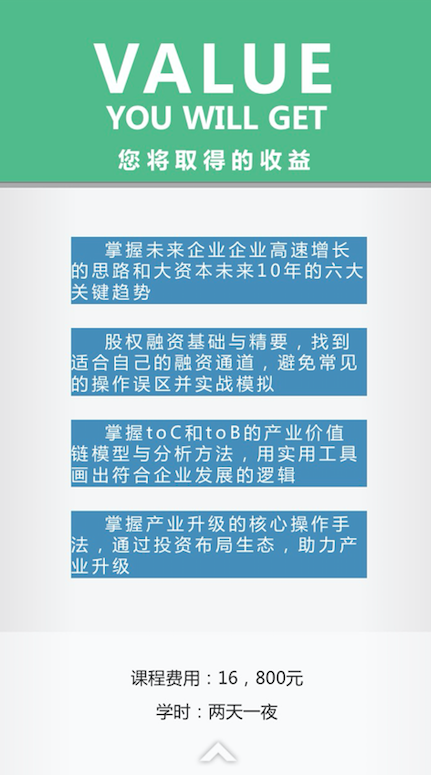 VALUE
YOU WILL GET
您将取得的收益
掌握未来企业企业高速增长
的思路和大资本未来10年的六大
关键趋势
股权融资基础与精要，找到
适合自己的融资通道，避免常见
的操作误区并实战模拟
掌握toC和toB的产业价值
链模型与分析方法，用实用工具
画出符合企业发展的逻辑
掌握产业升级的核心操作手
法，通过投资布局生态，助力产
业升级
课程费用：16，800元
学时：两天一夜